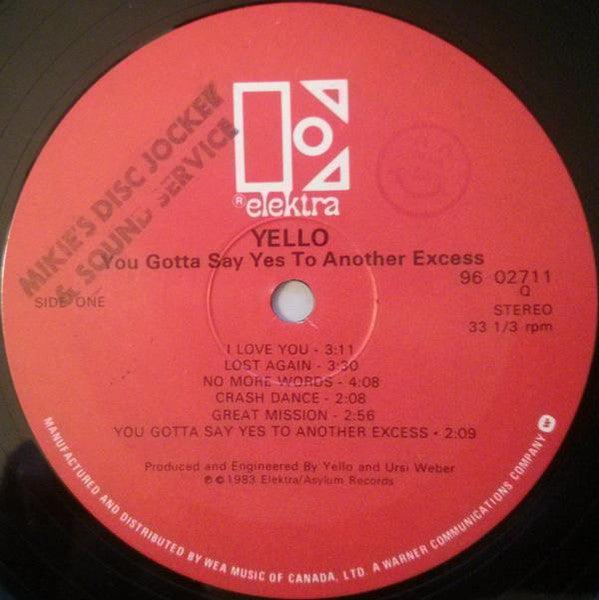 MIKIE'S DISC JOCKEY
& SOUND SERVICE
® elektra
YELLO
You Gotta Say Yes To Another Excess
96 02711
Q
SIDE ONE
STEREO
33 1/3 rpm
I LOVE YOU - 3:11
LOST AGAIN - 3:30
NO MORE WORDS - 4:08
CRASH DANCE - 2:08
GREAT MISSION - 2:56
YOU GOTTA SAY YES TO ANOTHER EXCESS - 2:09
Produced and Engineered By Yello and Ursi Weber
℗ © 1983 Elektra/Asylum Records
MANUFACTURED AND DISTRIBUTED BY WEA MUSIC OF CANADA, LTD. A WARNER COMMUNICATIONS COMPANY